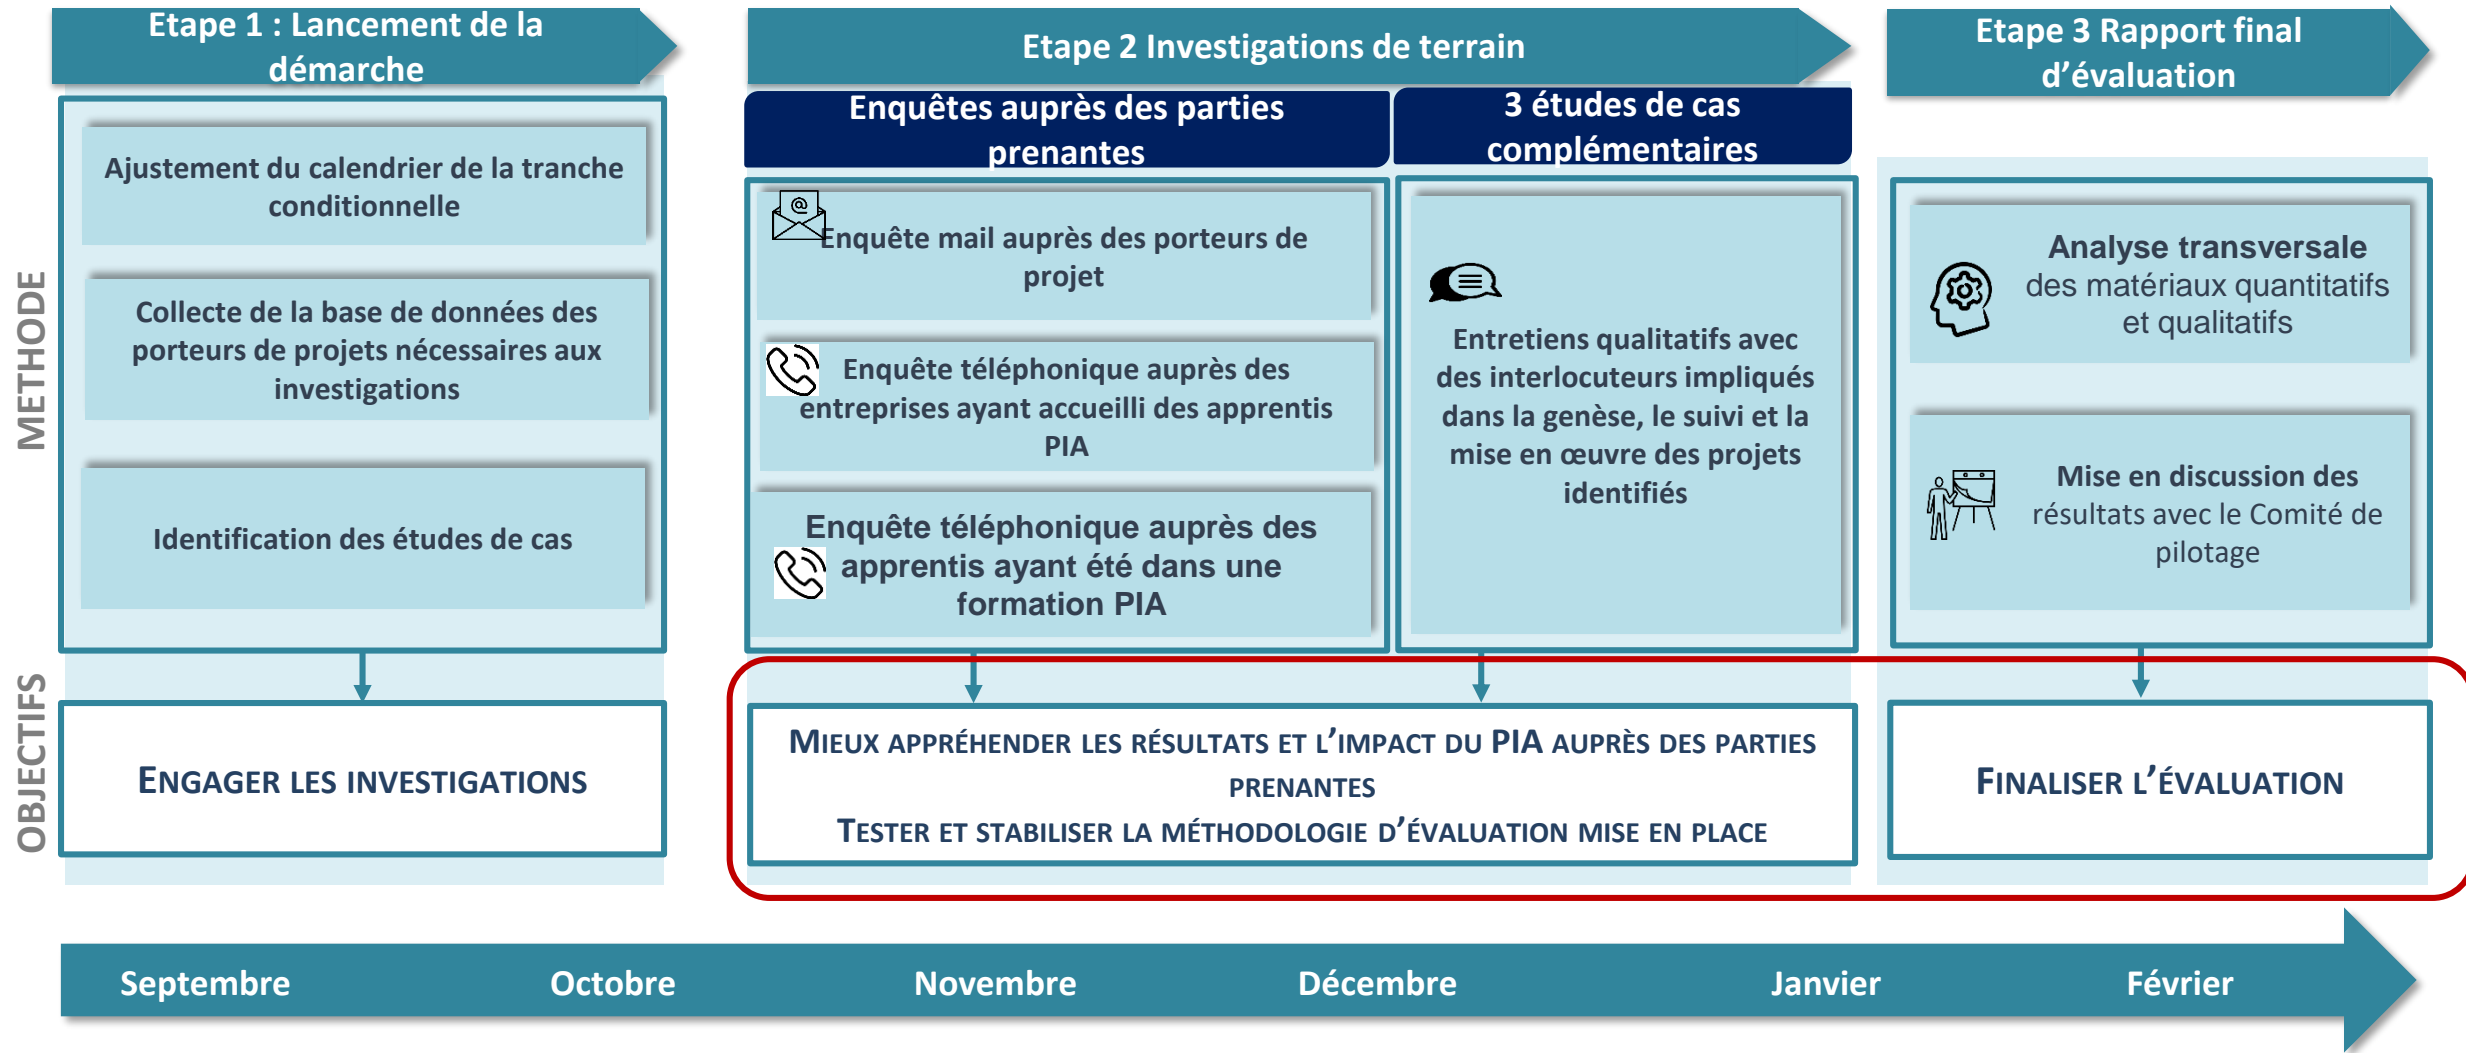 Etape 1 : Lancement de la
démarche
Etape 2 Investigations de terrain
Etape 3 Rapport final
d’évaluation
METHODE
Ajustement du calendrier de la tranche
conditionnelle
Collecte de la base de données des
porteurs de projets nécessaires aux
investigations
Identification des études de cas
Enquêtes auprès des parties
prenantes
@
Enquête mail auprès des porteurs de
projet
Enquête téléphonique auprès des
entreprises ayant accueilli des apprentis
PIA
Enquête téléphonique auprès des
apprentis ayant été dans une
formation PIA
3 études de cas
complémentaires
Entretiens qualitatifs avec
des interlocuteurs impliqués
dans la genèse, le suivi et la
mise en œuvre des projets
identifiés
Analyse transversale
des matériaux quantitatifs
et qualitatifs
Mise en discussion des
résultats avec le Comité de
pilotage
OBJECTIFS
ENGAGER LES INVESTIGATIONS
MIEUX APPRÉHENDER LES RÉSULTATS ET L’IMPACT DU PIA AUPRÈS DES PARTIES
PRENANTES
TESTER ET STABILISER LA MÉTHODOLOGIE D’ÉVALUATION MISE EN PLACE
FINALISER L’ÉVALUATION
Septembre
Octobre
Novembre
Décembre
Janvier
Février